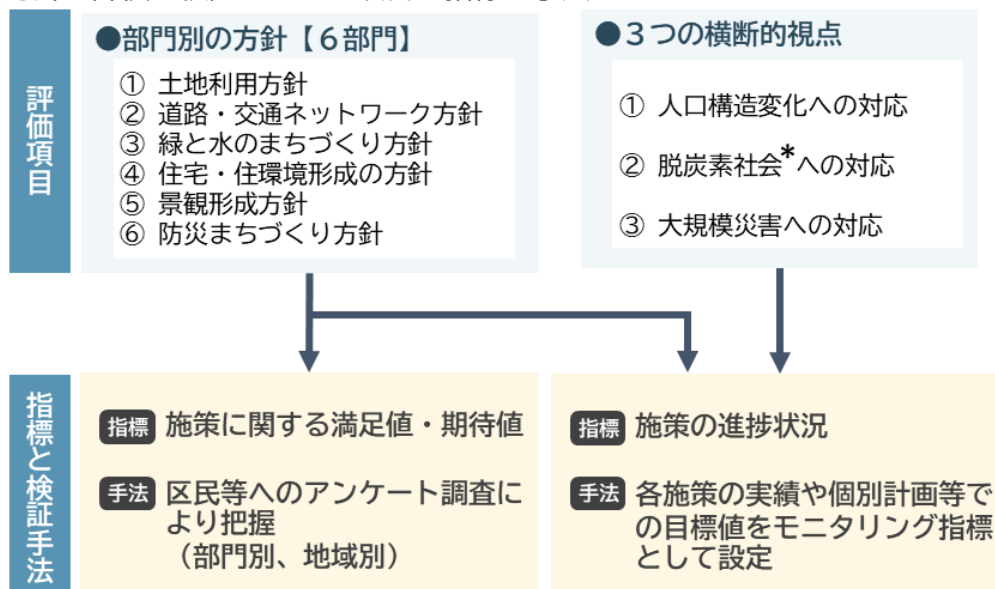 評価項目
●部門別の方針【６部門】
① 土地利用方針
② 道路・交通ネットワーク方針
③ 緑と水のまちづくり方針
④ 住宅・住環境形成の方針
⑤ 景観形成方針
⑥ 防災まちづくり方針
●３つの横断的視点
① 人口構造変化への対応
② 脱炭素社会*への対応
③ 大規模災害への対応
指標と検証手法
指標 施策に関する満足値・期待値
手法 区民等へのアンケート調査に
より把握
（部門別、地域別）
指標 施策の進捗状況
手法 各施策の実績や個別計画等で
の目標値をモニタリング指標
として設定